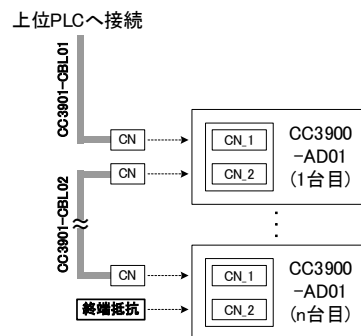 上位PLCへ接続
CC3901-CBL01
CN
CN_1
CN_2
CC3900
-AD01
(1台目)
CN
CC3901-CBL02
CN
CN_1
CN_2
CC3900
-AD01
(n台目)
終端抵抗